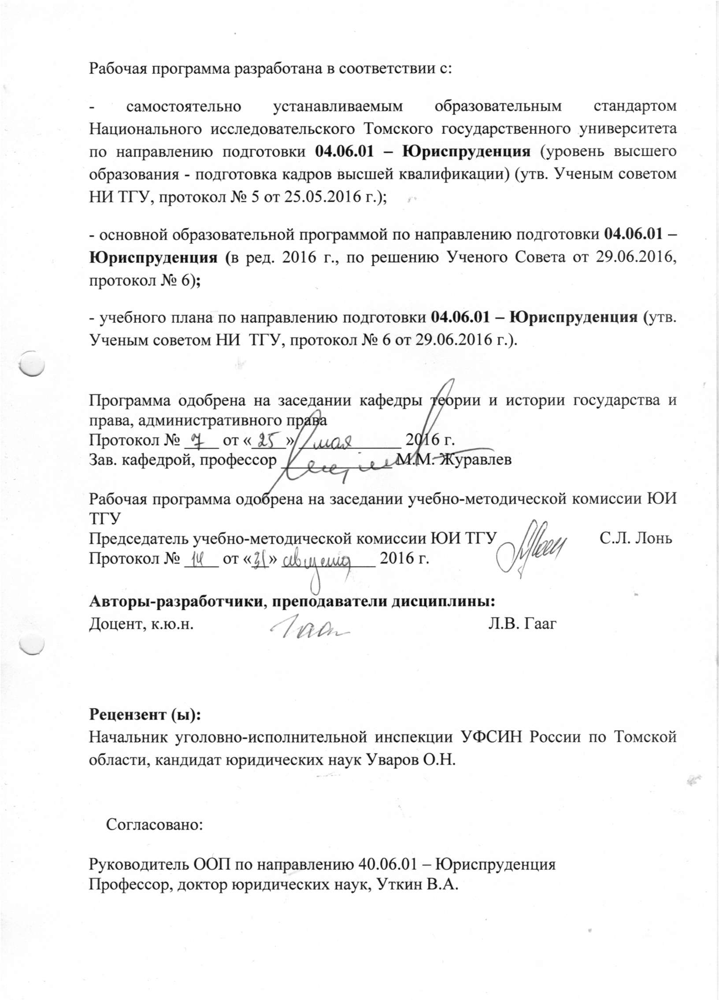 Рабочая программа разработана в соответствии с:
- самостоятельно устанавливаемым образовательным стандартом
Национального исследовательского Томского государственного университета
по направлению подготовки 04.06.01 – Юриспруденция (уровень высшего
образования - подготовка кадров высшей квалификации) (утв. Ученым советом
НИ ТГУ, протокол № 5 от 25.05.2016 г.);
- основной образовательной программой по направлению подготовки 04.06.01 –
Юриспруденция (в ред. 2016 г., по решению Ученого Совета от 29.06.2016,
протокол № 6);
- учебного плана по направлению подготовки 04.06.01 – Юриспруденция (утв.
Ученым советом НИ ТГУ, протокол № 6 от 29.06.2016 г.).
Программа одобрена на заседании кафедры теории и истории государства и
права, административного права
Протокол № 7 от «25» мая 2016 г.
Зав. кафедрой, профессор М.М. Журавлев
Рабочая программа одобрена на заседании учебно-методической комиссии ЮИ
ТГУ
Председатель учебно-методической комиссии ЮИ ТГУ С.Л. Лонь
Протокол № 14 от «31» августа 2016 г.
Авторы-разработчики, преподаватели дисциплины:
Доцент, к.ю.н. Л.В. Гааг
Рецензент (ы):
Начальник уголовно-исполнительной инспекции УФСИН России по Томской
области, кандидат юридических наук Уваров О.Н.
Согласовано:
Руководитель ООП по направлению 40.06.01 – Юриспруденция
Профессор, доктор юридических наук, Уткин В.А.